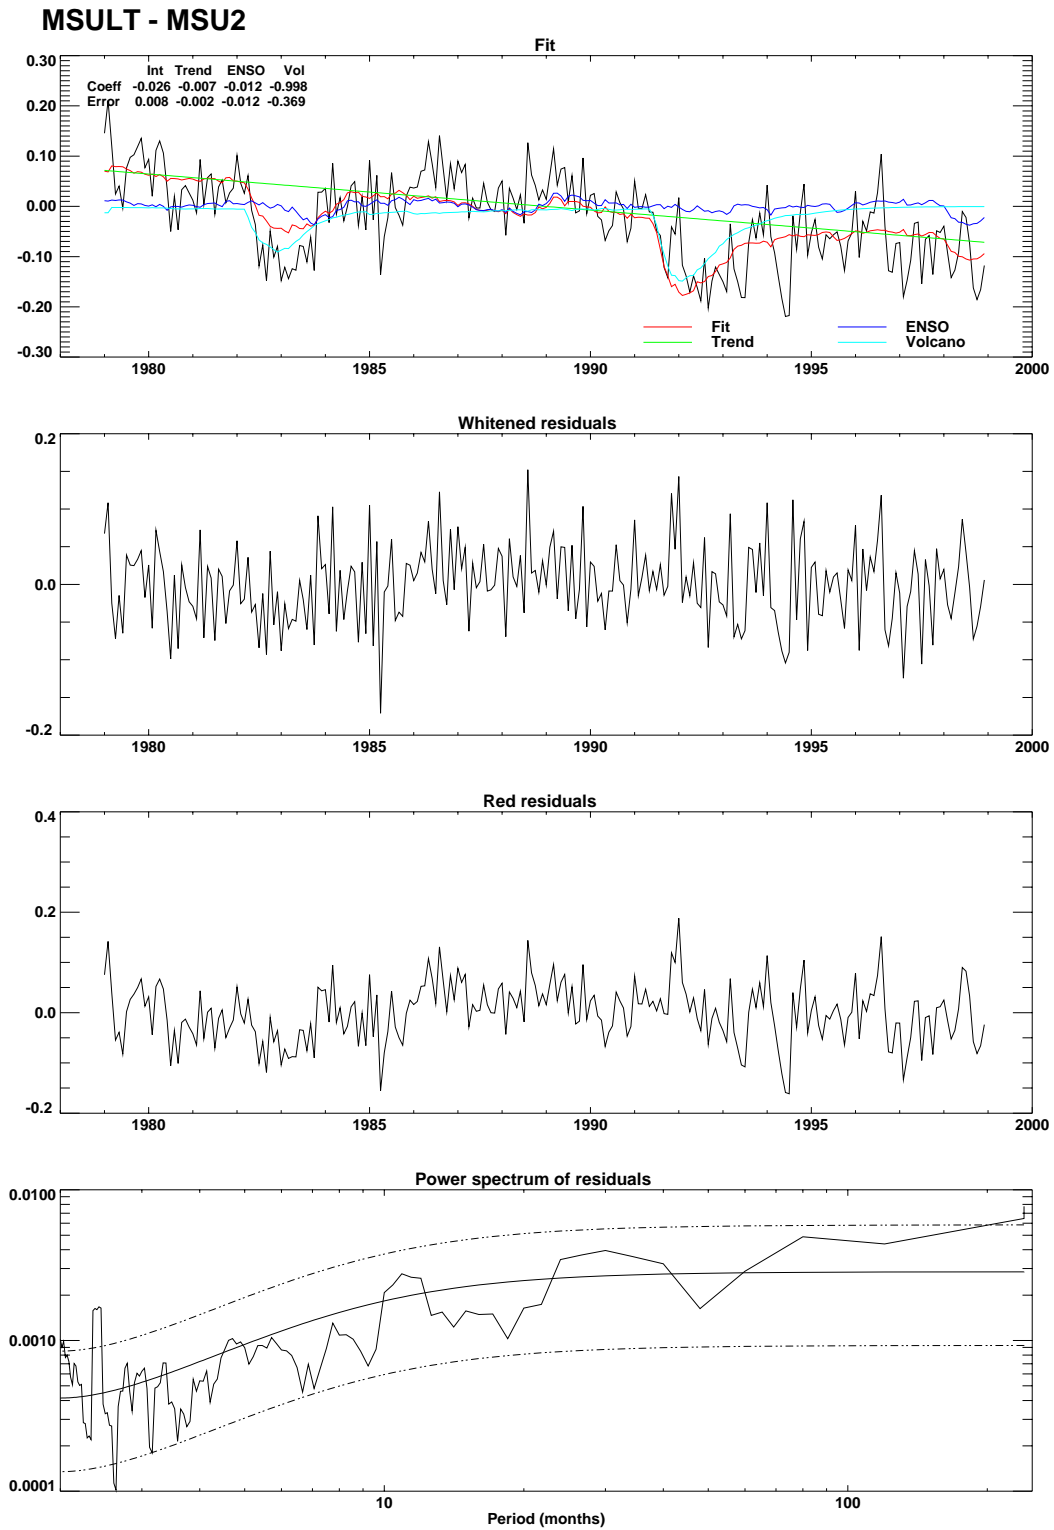 MSULT - MSU2
Fit
Int Trend ENSO Vol
Coeff -0.026 -0.007 -0.012 -0.998
Error 0.008 -0.002 -0.012 -0.369
0.30
0.20
0.10
0.00
-0.10
-0.20
-0.30
Fit ENSO
Trend Volcano
1980 1985 1990 1995 2000
Whitened residuals
0.2
0.0
-0.2
1980 1985 1990 1995 2000
Red residuals
0.4
0.2
0.0
-0.2
1980 1985 1990 1995 2000
Power spectrum of residuals
0.0100
0.0010
0.0001
10 100
Period (months)